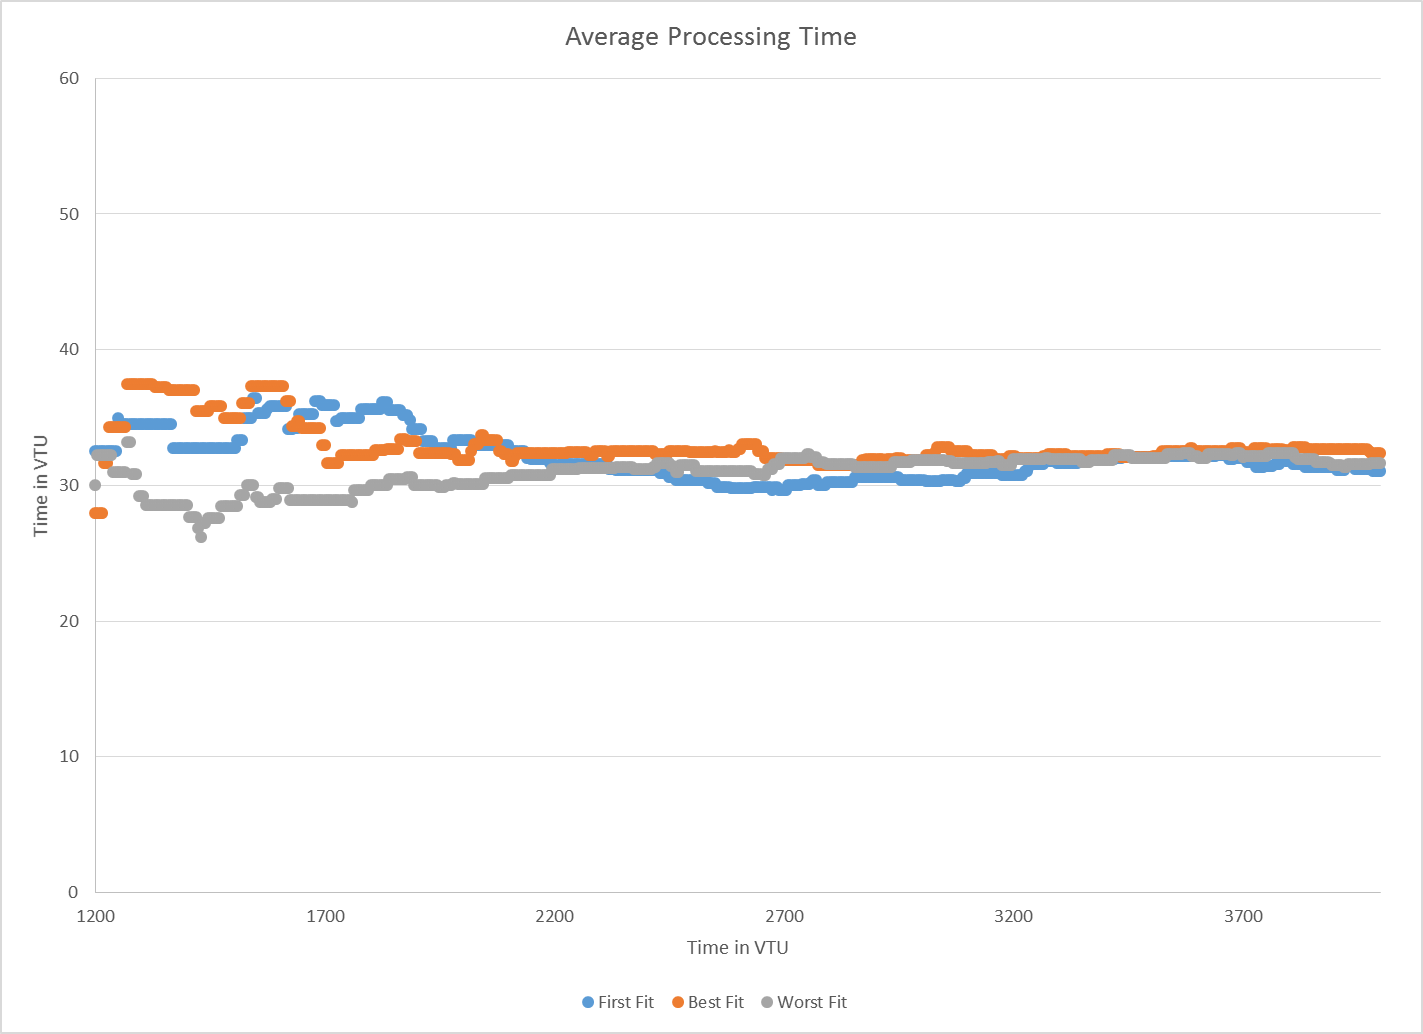 Average Processing Time
60
50
40
30
20
10
0
Time in VTU
1200 1700 2200 2700 3200 3700
Time in VTU
First Fit Best Fit Worst Fit